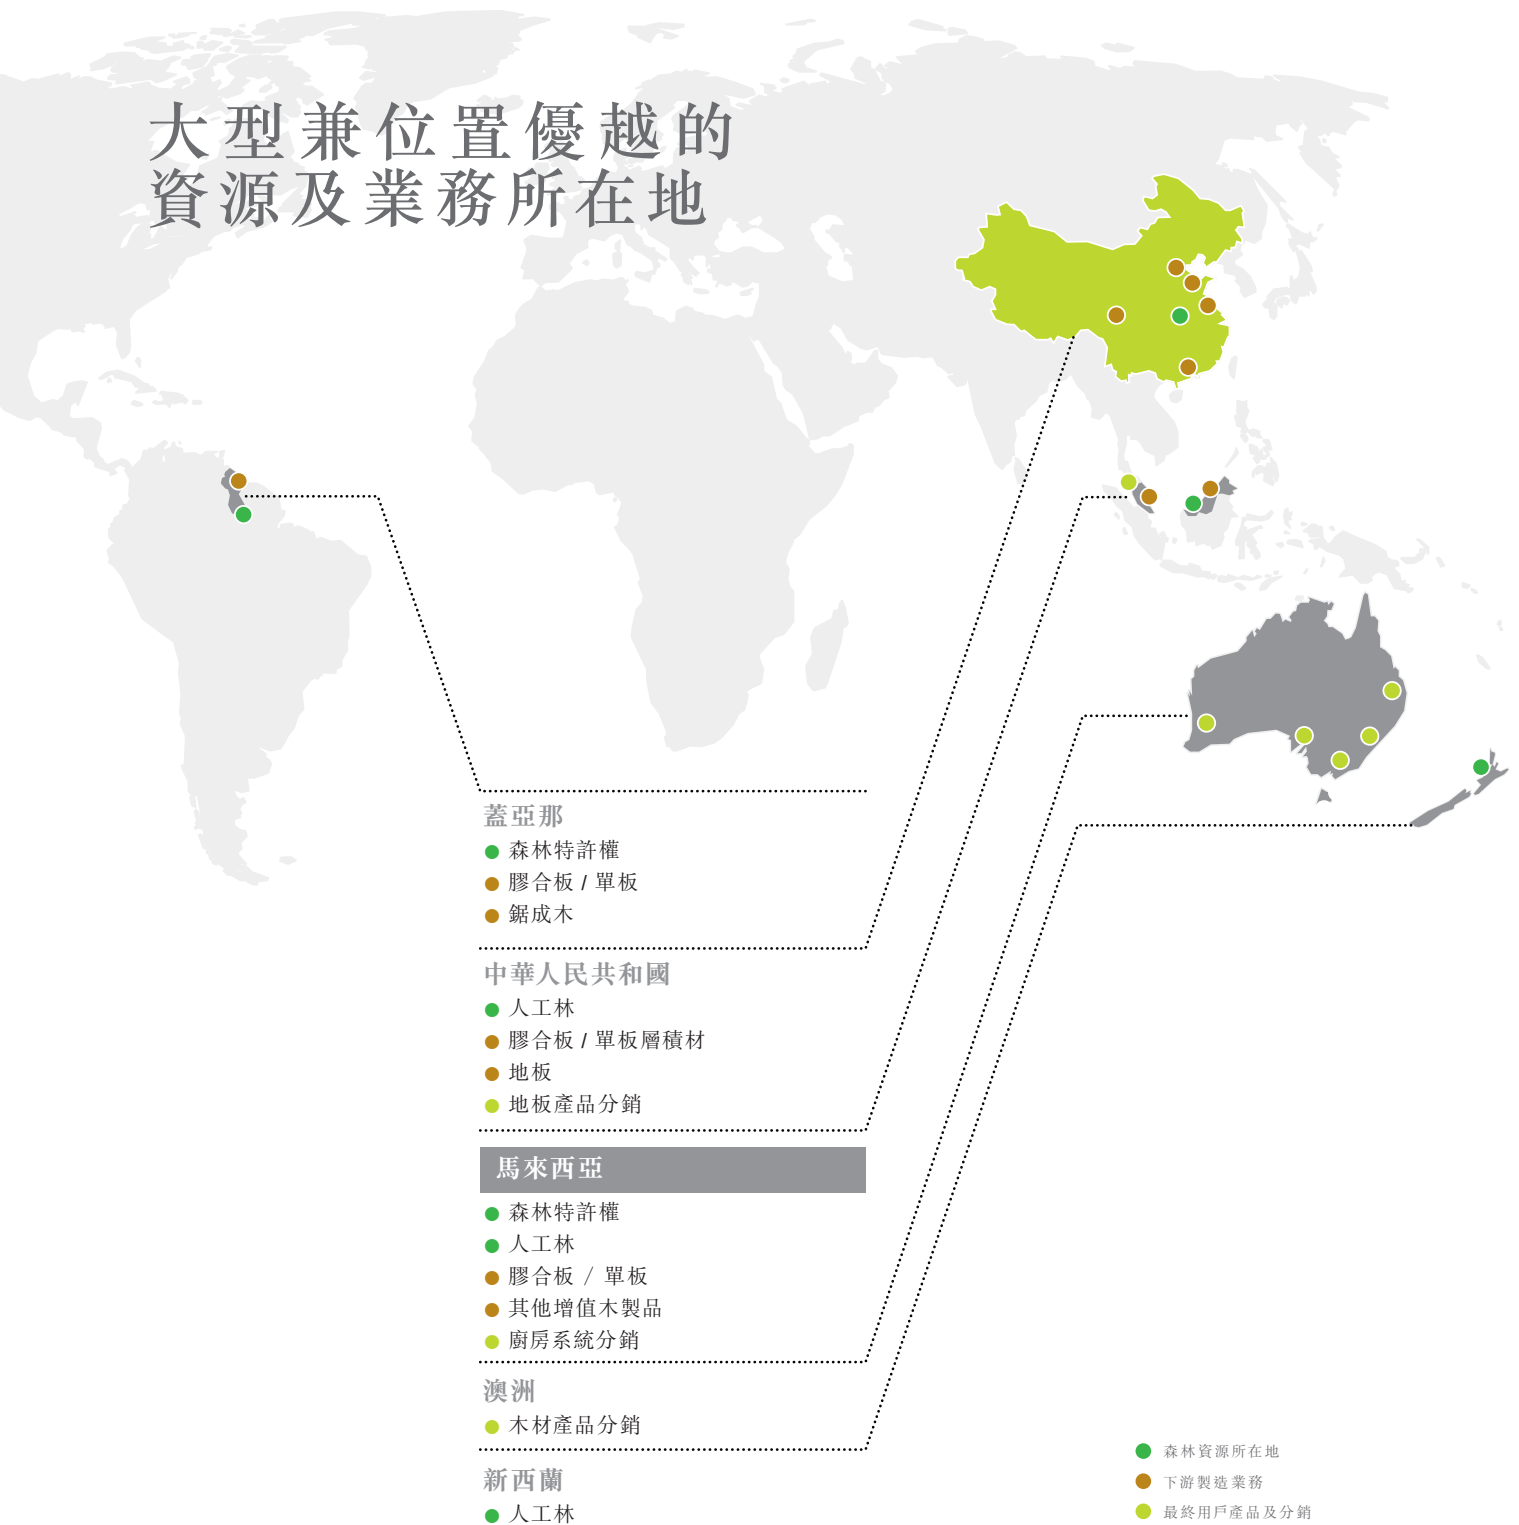 大型兼位置優越的
資源及業務所在地
蓋亞那
森林特許權
膠合板 / 單板
鋸成木
中華人民共和國
人工林
膠合板 / 單板層積材
地板
地板產品分銷
馬來西亞
森林特許權
人工林
膠合板 / 單板
其他增值木製品
廚房系統分銷
澳洲
木材產品分銷
新西蘭
人工林
森林資源所在地
下游製造業務
最終用戶產品及分銷